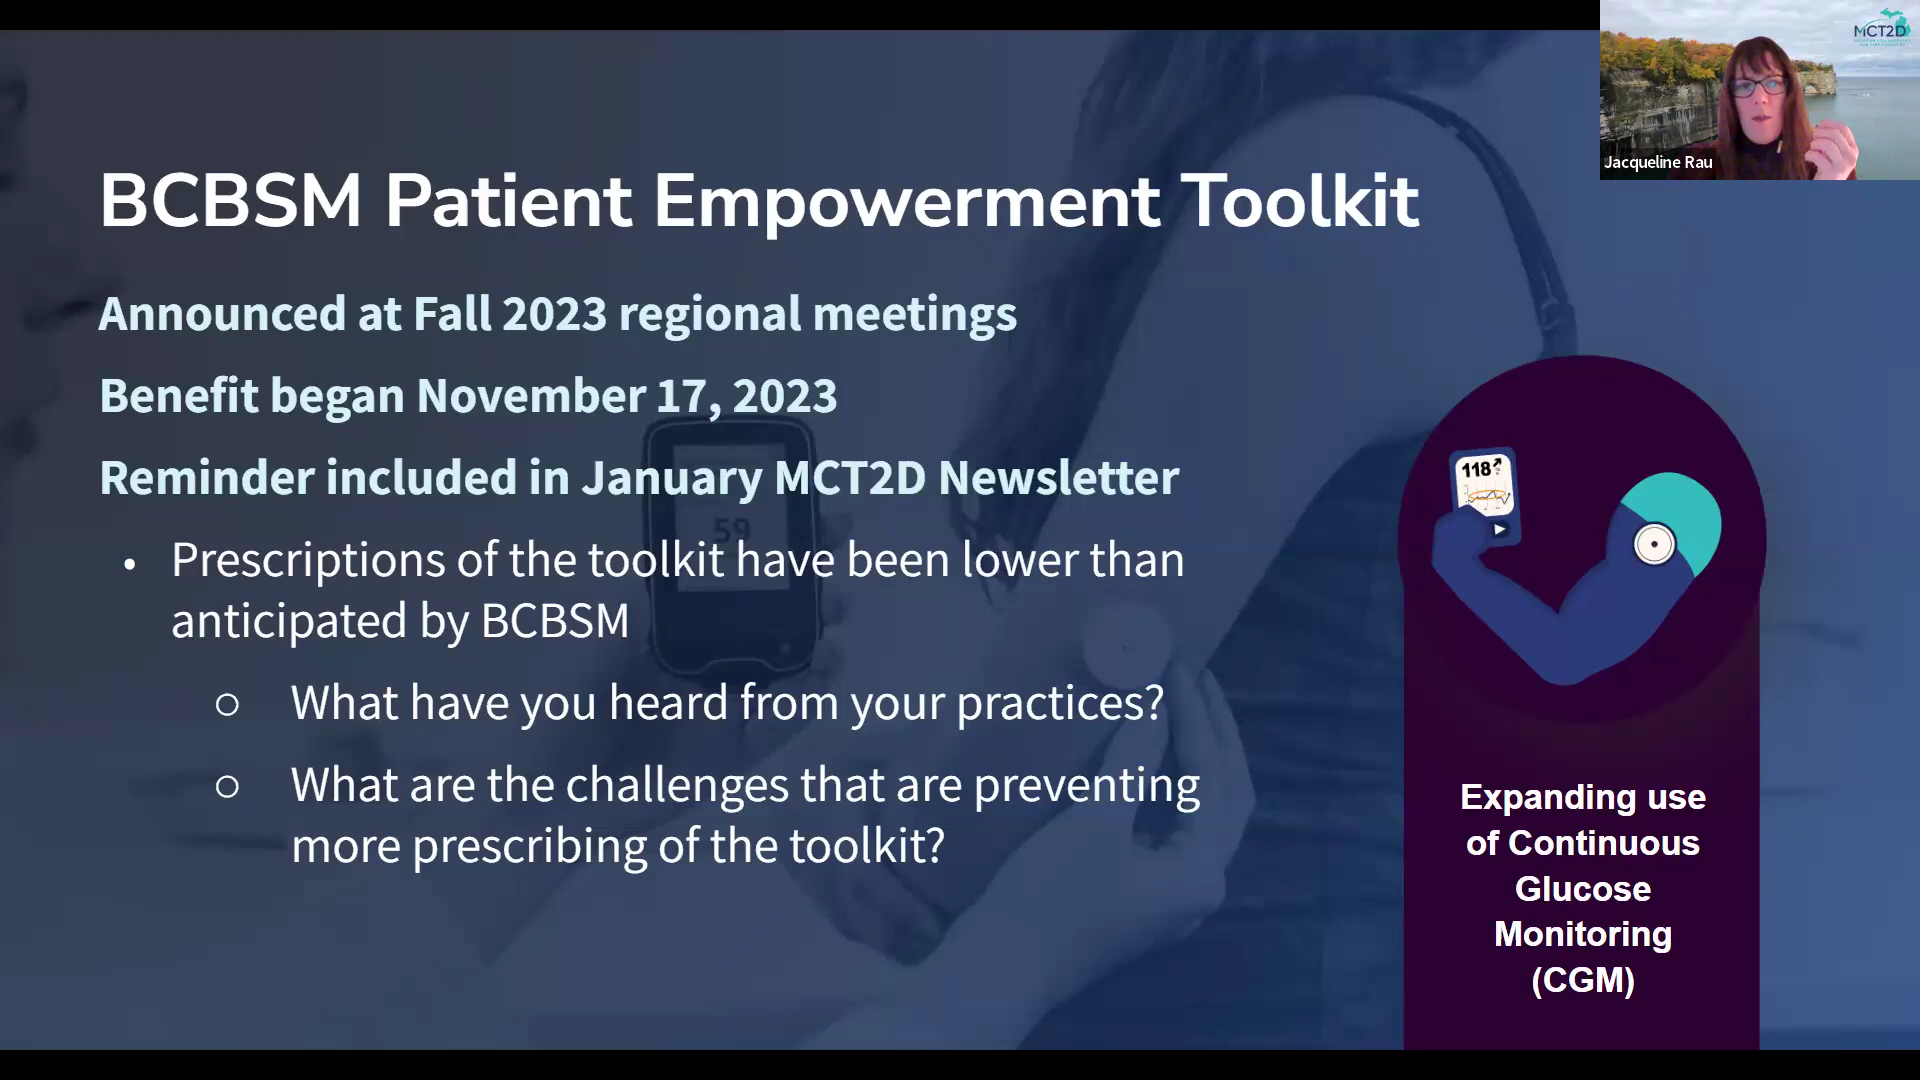 MCT2D
Jacqueline Rau
BCBSM Patient Empowerment Toolkit
Announced at Fall 2023 regional meetings
Benefit began November 17, 2023
Reminder included in January MCT2D Newsletter
• Prescriptions of the toolkit have been lower than
anticipated by BCBSM
○ What have you heard from your practices?
○ What are the challenges that are preventing
more prescribing of the toolkit?
59
118
Expanding use
of Continuous
Glucose
Monitoring
(CGM)